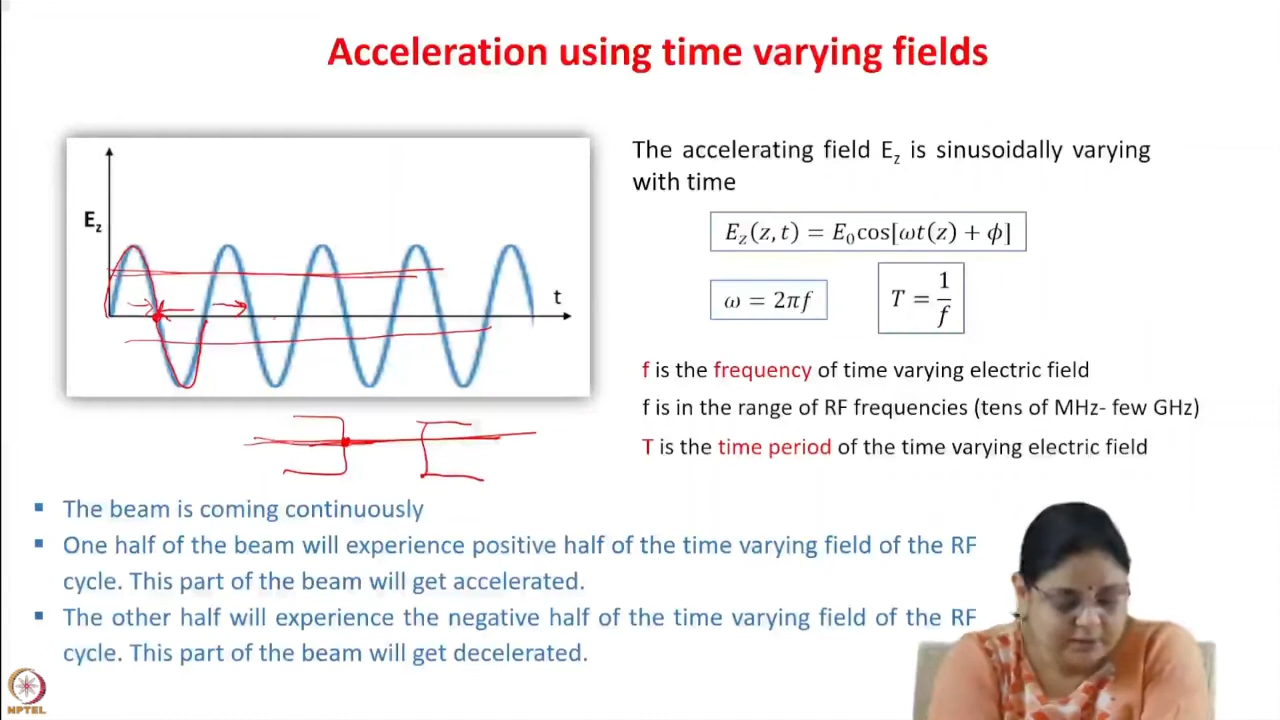 Acceleration using time varying fields
E_z
t
The accelerating field E_z is sinusoidally varying
with time
E_z(z, t) = E_0cos[ωt(z) + ϕ]
ω = 2πf
T = 1/f
f is the frequency of time varying electric field
f is in the range of RF frequencies (tens of MHz- few GHz)
T is the time period of the time varying electric field
▪ The beam is coming continuously
▪ One half of the beam will experience positive half of the time varying field of the RF
cycle. This part of the beam will get accelerated.
▪ The other half will experience the negative half of the time varying field of the RF
cycle. This part of the beam will get decelerated.
NPTEL